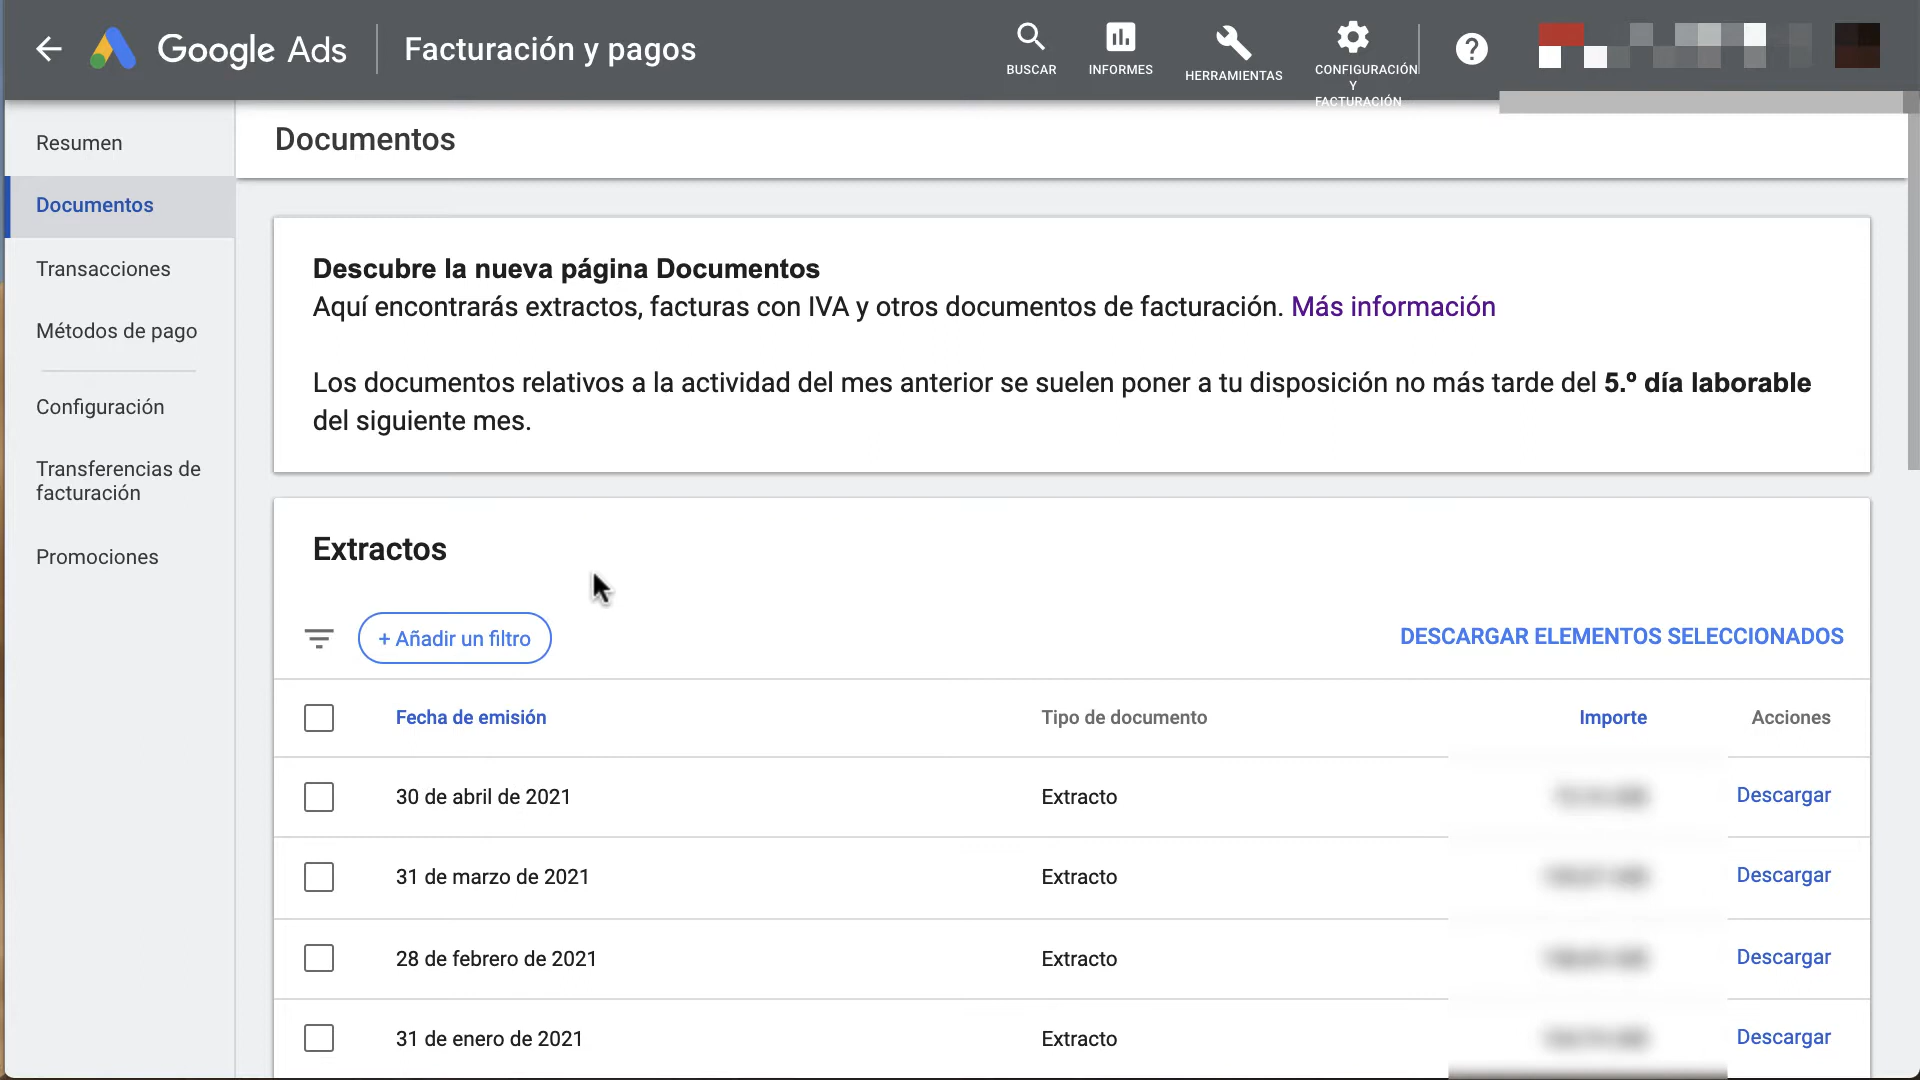 Google Ads
Facturación y pagos
BUSCAR
INFORMES
HERRAMIENTAS
CONFIGURACIÓN
Y
FACTURACIÓN
Resumen
Documentos
Transacciones
Métodos de pago
Configuración
Transferencias de
facturación
Promociones
Documentos
Descubre la nueva página Documentos
Aquí encontrarás extractos, facturas con IVA y otros documentos de facturación. Más información
Los documentos relativos a la actividad del mes anterior se suelen poner a tu disposición no más tarde del 5.º día laborable
del siguiente mes.
Extractos
+ Añadir un filtro
DESCARGAR ELEMENTOS SELECCIONADOS
Fecha de emisión Tipo de documento Importe Acciones
30 de abril de 2021 Extracto Descargar
31 de marzo de 2021 Extracto Descargar
28 de febrero de 2021 Extracto Descargar
31 de enero de 2021 Extracto Descargar